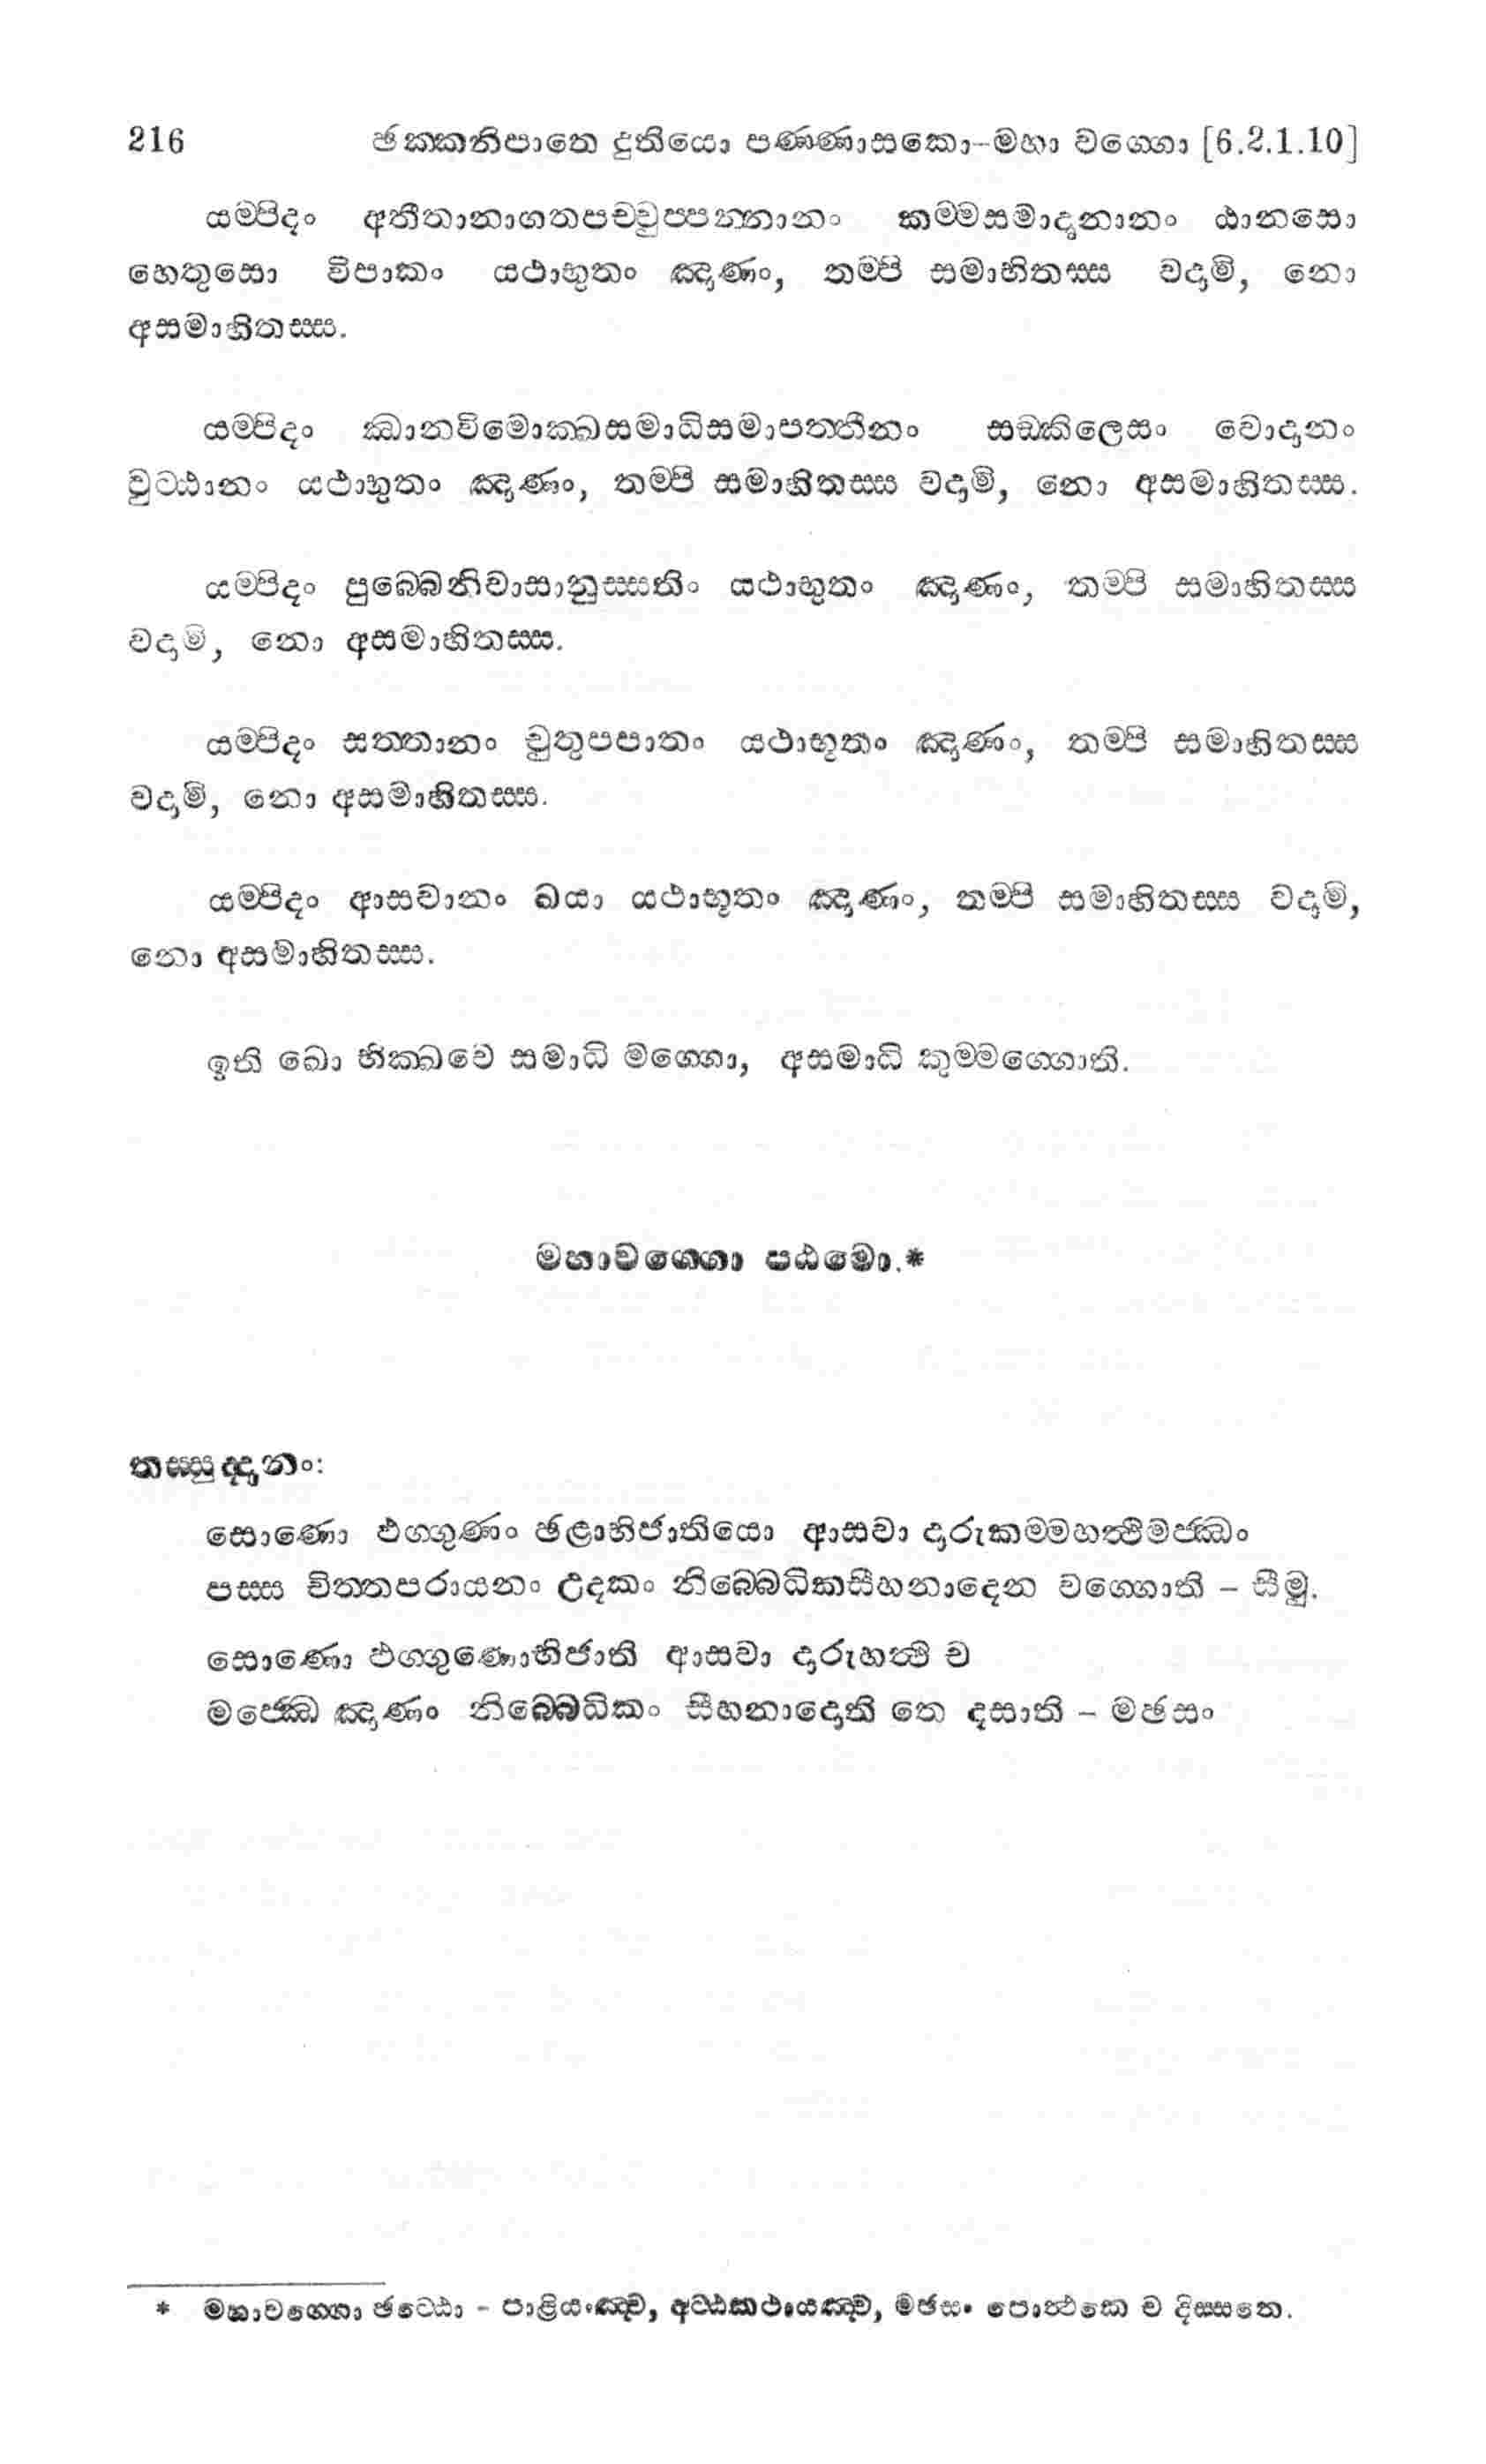 216 ඡක්කනිපාතෙ දුතියො පණ්ණාසකො-මහා වග්ගො [6.2.1.10]
යම්පිදං අතීතානාගතපච්චුප්පන්නානං කම්මසමාදානානං ඨානසො
හෙතුසො විපාකං යථාභුතං ඤාණං, තම්පි සමාහිතස්ස වදාමි, නො
අසමාහිතස්ස.
යම්පිදං ඣානවිමොක්ඛසමාධිසමාපත්තීනං සඞ්කිලෙසං වොදානං
වුට්ඨානං යථාභුතං ඤාණං, තම්පි සමාහිතස්ස වදාමි, නො අසමාහිතස්ස.
යම්පිදං පුබ්බෙනිවාසානුස්සතිං යථාභුතං ඤාණං, තම්පි සමාහිතස්ස
වදාමි, නො අසමාහිතස්ස.
යම්පිදං සත්තානං චුතුපපාතං යථාභූතං ඤාණං, තම්පි සමාහිතස්ස
වදාමි, නො අසමාහිතස්ස.
යම්පිදං ආසවානං ඛයා යථාභූතං ඤාණං, තම්පි සමාහිතස්ස වදාමි,
නො අසමාහිතස්ස.
ඉති ඛො භික්ඛවෙ සමාධි මග්ගො, අසමාධි කුම්මග්ගොති.
මහාවග්ගො පඨමො.*
තස්සුද්දානං:
සොණො ඵග්ගුණං ඡළාභිජාතියො ආසවා දාරුකම්මහත්ථිමජ්ඣං
පස්ස චිත්තපරායනං උදකං නිබ්බෙධිකසීහනාදෙන වග්ගොති – සීමු.
සොණො ඵග්ගුණොභිජාති ආසවා දාරුහත්ථි ච
මජ්ඣෙ ඤාණං නිබ්බෙධිකං සීහනාදොති තෙ දසාති – මඡසං
* මහාවග්ගො ඡට්ඨො - පාළියංඤ්ච, අට්ඨකථායඤ්ච, මඡසං පොත්ථකෙ ච දිස්සතෙ.